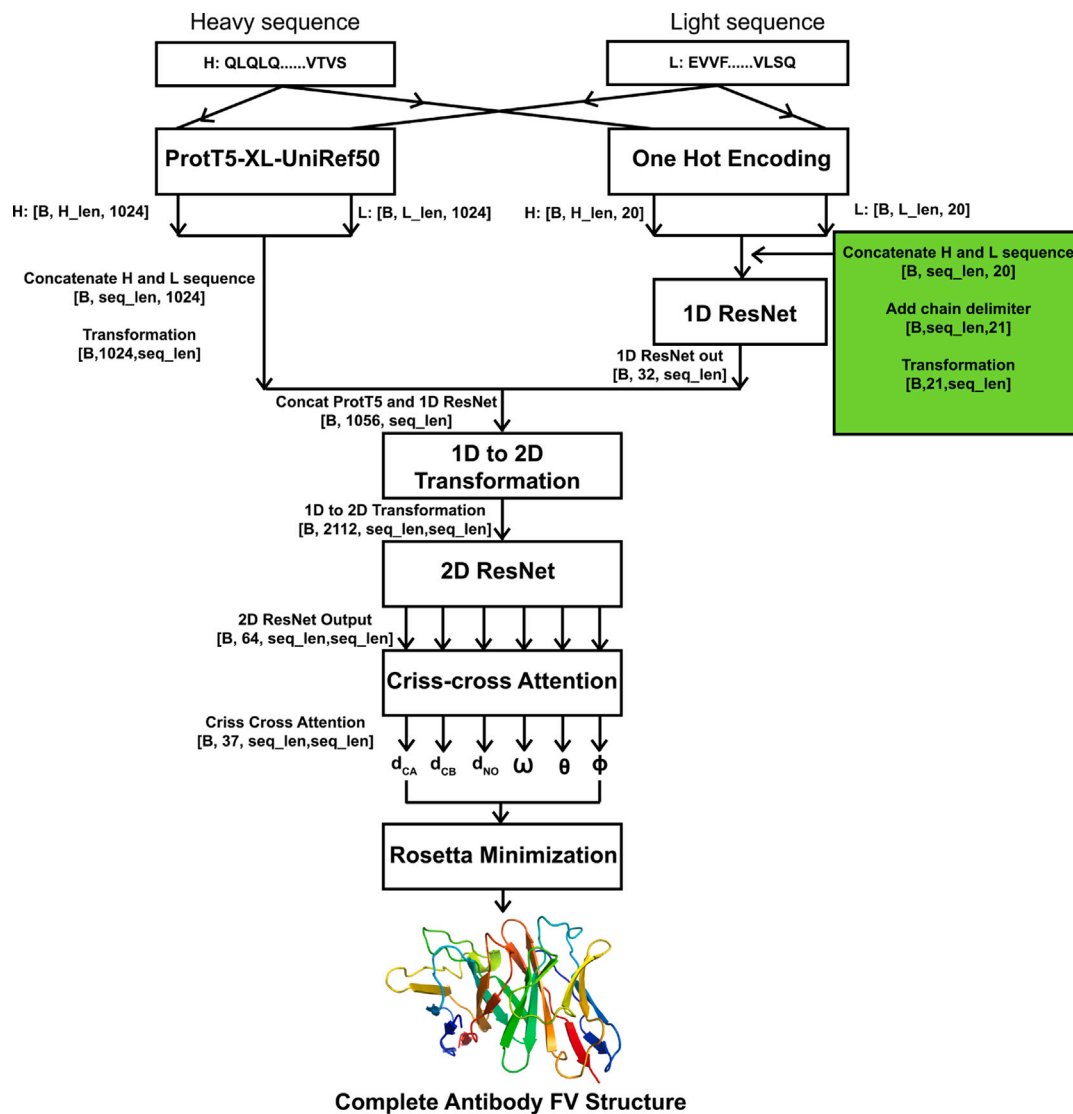 Heavy sequence
Light sequence
H: QLQLQ......VTVS
L: EVVF......VLSQ
ProtT5-XL-UniRef50
One Hot Encoding
H: [B, H_len, 1024]
L: [B, L_len, 1024]
H: [B, H_len, 20]
L: [B, L_len, 20]
Concatenate H and L sequence
[B, seq_len, 1024]
Transformation
[B,1024,seq_len]
Concatenate H and L sequence
[B, seq_len, 20]
Add chain delimiter
[B,seq_len,21]
Transformation
[B,21,seq_len]
1D ResNet
1D ResNet out
[B, 32, seq_len]
Concat ProtT5 and 1D ResNet
[B, 1056, seq_len]
1D to 2D
Transformation
1D to 2D Transformation
[B, 2112, seq_len,seq_len]
2D ResNet
2D ResNet Output
[B, 64, seq_len,seq_len]
Criss-cross Attention
Criss Cross Attention
[B, 37, seq_len,seq_len]
d_CA d_CB d_NO ω θ ϕ
Rosetta Minimization
Complete Antibody FV Structure